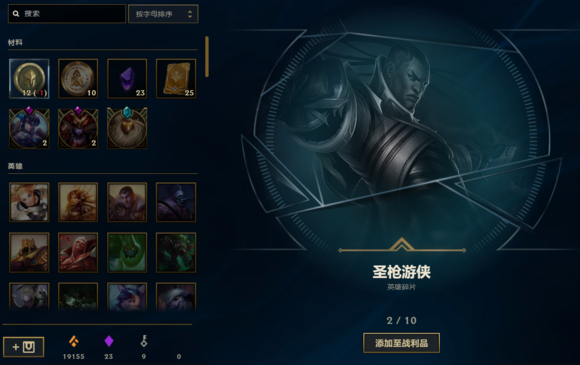 搜索
按字母排序
材料
12 (-1)
10
23
25
2
2
英雄
圣枪游侠
英雄碎片
2 / 10
添加至战利品
19155
23
9
0